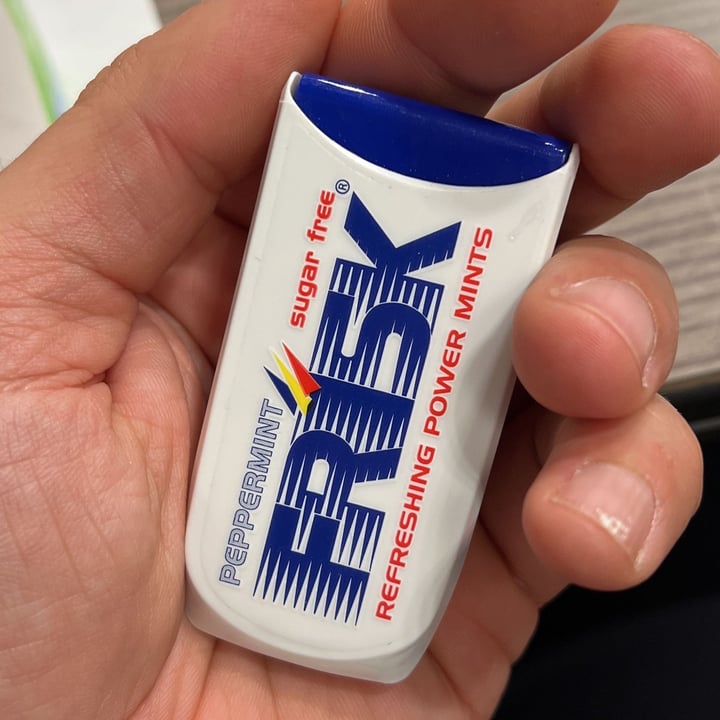 sugar free®
PEPPERMINT
FRISK
REFRESHING POWER MINTS